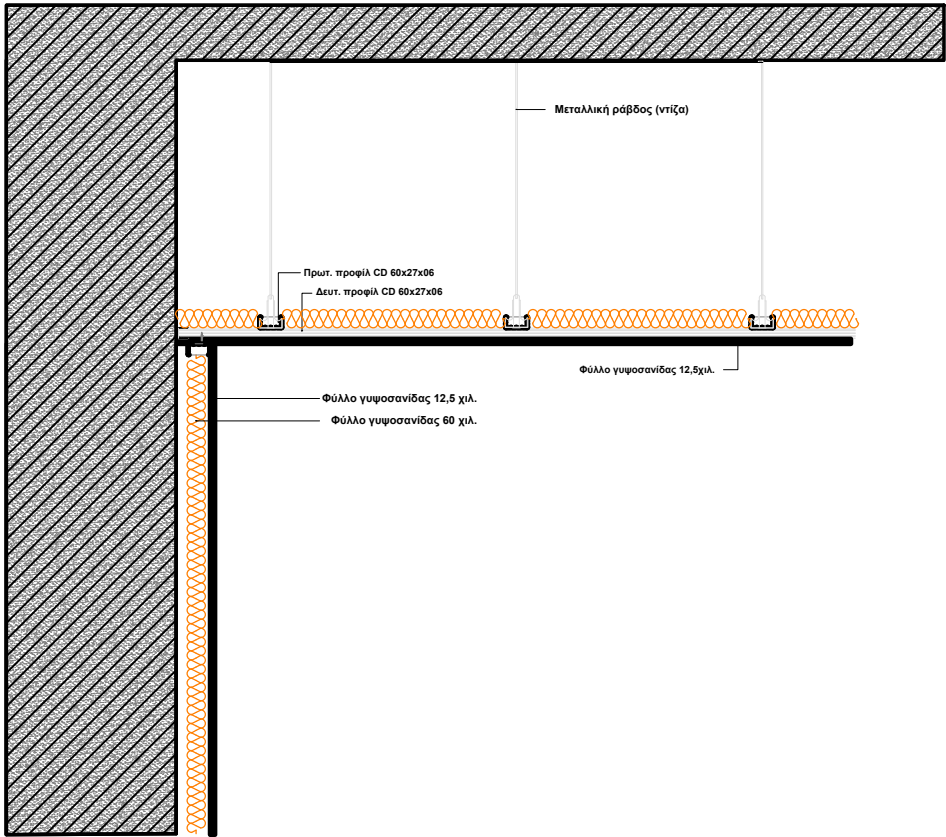 Μεταλλική ράβδος (ντίζα)
Πρωτ. προφίλ CD 60x27x06
Δευτ. προφίλ CD 60x27x06
Φύλλο γυψοσανίδας 12,5χιλ.
Φύλλο γυψοσανίδας 12,5 χιλ.
Φύλλο γυψοσανίδας 60 χιλ.